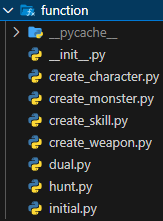 function
__pycache__
__init__.py
create_character.py
create_monster.py
create_skill.py
create_weapon.py
dual.py
hunt.py
initial.py